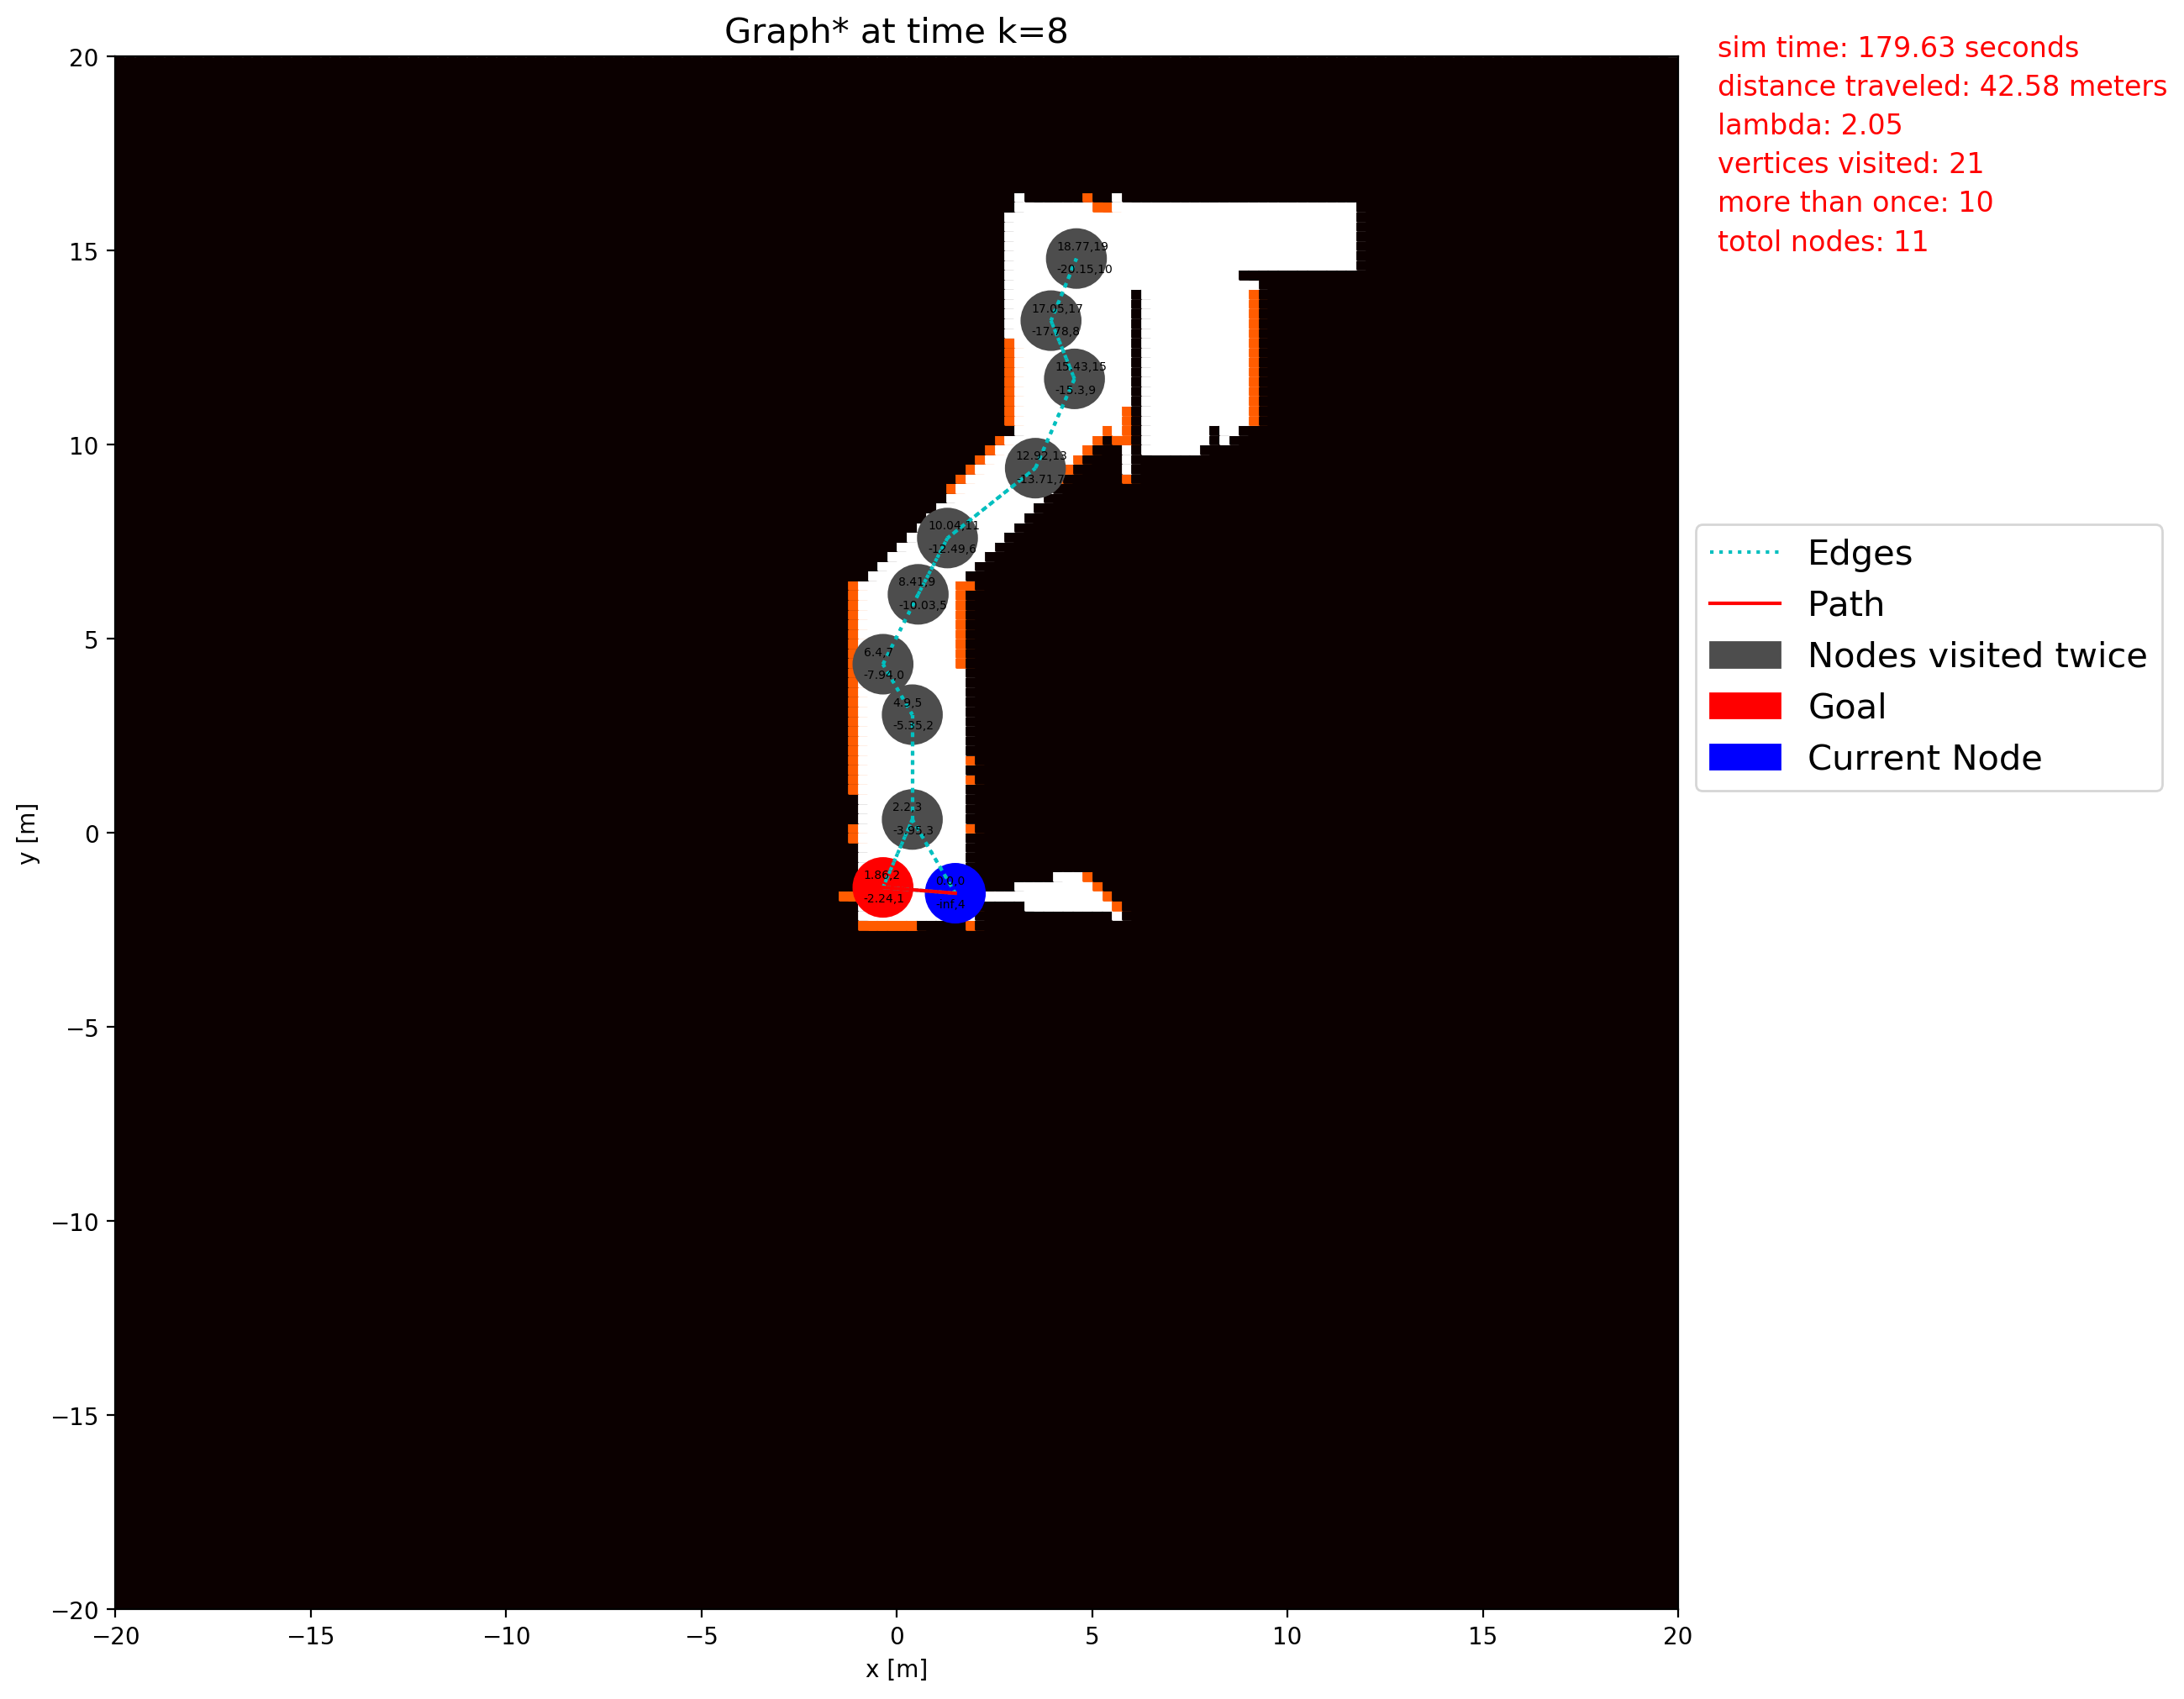 Graph* at time k=8
sim time: 179.63 seconds
distance traveled: 42.58 meters
lambda: 2.05
vertices visited: 21
more than once: 10
totol nodes: 11
20
15
10
5
0
−5
−10
−15
−20
y [m]
18.77,19
-20.15,10
17.05,17
-17.78,8
15.43,15
-15.3,9
12.92,13
-13.71,7
10.04,11
-12.49,6
8.41,9
-10.03,5
6.4,7
-7.94,0
4.9,5
-5.35,2
2.2,3
-3.95,3
1.86,2
-2.24,1
0.0,0
-inf,4
Edges
Path
Nodes visited twice
Goal
Current Node
−20
−15
−10
−5
0
5
10
15
20
x [m]